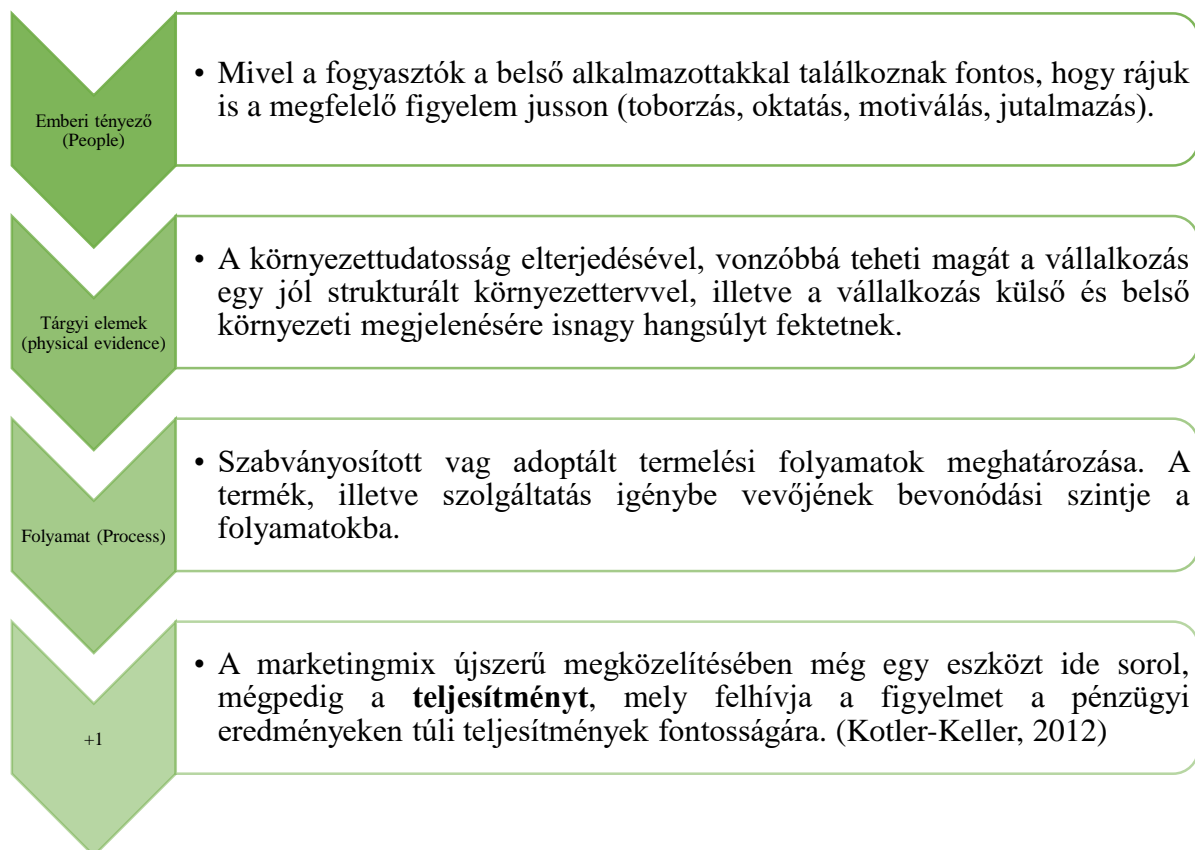 Emberi tényező
(People)
• Mivel a fogyasztók a belső alkalmazottakkal találkoznak fontos, hogy rájuk
is a megfelelő figyelem jusson (toborzás, oktatás, motiválás, jutalmazás).
Tárgyi elemek
(physical evidence)
• A környezettudatosság elterjedésével, vonzóbbá teheti magát a vállalkozás
egy jól strukturált környezettervvel, illetve a vállalkozás külső és belső
környezeti megjelenésére isnagy hangsúlyt fektetnek.
Folyamat (Process)
• Szabványosított vag adoptált termelési folyamatok meghatározása. A
termék, illetve szolgáltatás igénybe vevőjének bevonódási szintje a
folyamatokba.
+1
• A marketingmix újszerű megközelítésében még egy eszközt ide sorol,
mégpedig a teljesítményt, mely felhívja a figyelmet a pénzügyi
eredményeken túli teljesítmények fontosságára. (Kotler-Keller, 2012)